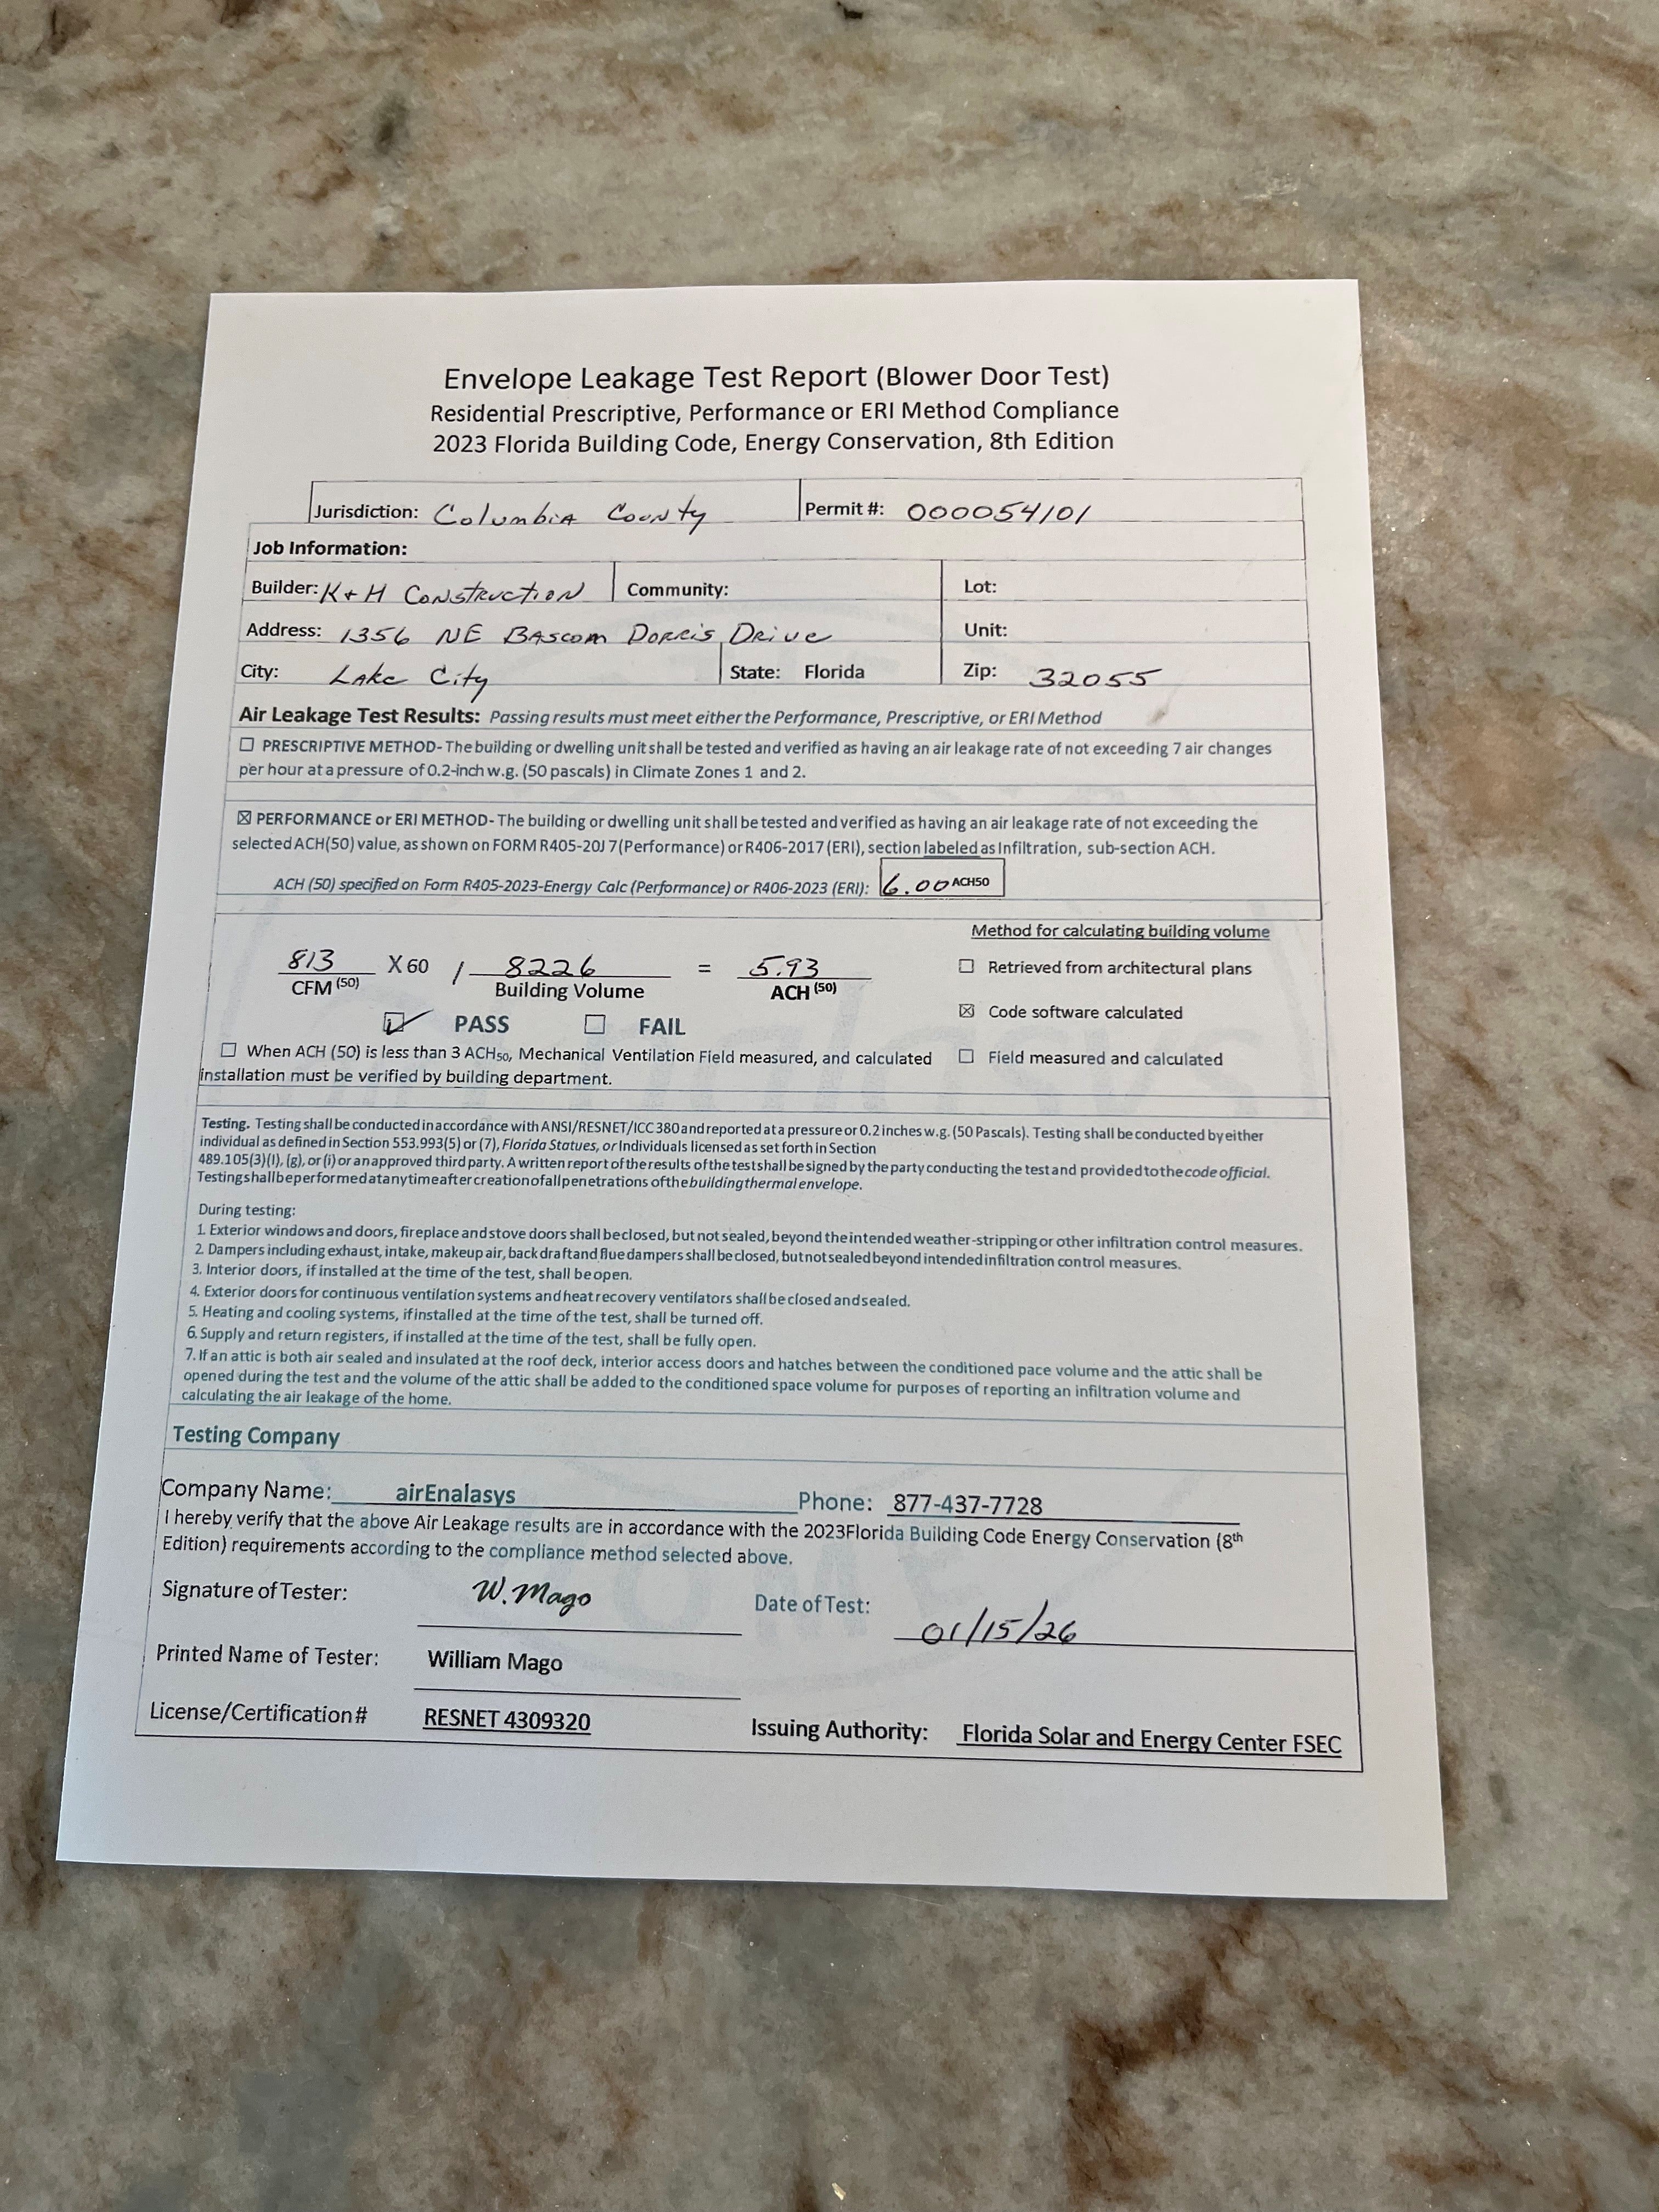 Envelope Leakage Test Report (Blower Door Test)
Residential Prescriptive, Performance or ERI Method Compliance
2023 Florida Building Code, Energy Conservation, 8th Edition
Jurisdiction: Columbia County Permit #: 000054101
Job Information:
Builder: K+H Construction Community: Lot:
Address: 1356 NE Bascom Dorris Drive Unit:
City: Lake City State: Florida Zip: 32055
Air Leakage Test Results: Passing results must meet either the Performance, Prescriptive, or ERI Method
☐ PRESCRIPTIVE METHOD- The building or dwelling unit shall be tested and verified as having an air leakage rate of not exceeding 7 air changes
per hour at a pressure of 0.2-inch w.g. (50 pascals) in Climate Zones 1 and 2.
☒ PERFORMANCE or ERI METHOD- The building or dwelling unit shall be tested and verified as having an air leakage rate of not exceeding the
selected ACH(50) value, as shown on FORM R405-20J 7 (Performance) or R406-2017 (ERI), section labeled as Infiltration, sub-section ACH.
ACH (50) specified on Form R405-2023-Energy Calc (Performance) or R406-2023 (ERI): 6.00 ACH50
Method for calculating building volume
813 X 60 / 8226 = 5.93
CFM (50) Building Volume ACH (50)
☐ Retrieved from architectural plans
☒ Code software calculated
☑ PASS ☐ FAIL
☐ When ACH (50) is less than 3 ACH50, Mechanical Ventilation Field measured, and calculated ☐ Field measured and calculated
installation must be verified by building department.
Testing. Testing shall be conducted in accordance with ANSI/RESNET/ICC 380 and reported at a pressure or 0.2 inches w.g. (50 Pascals). Testing shall be conducted by either
individual as defined in Section 553.993(5) or (7), Florida Statues, or Individuals licensed as set forth in Section
489.105(3)(I), (g), or (i) or an approved third party. A written report of the results of the test shall be signed by the party conducting the test and provided to the code official.
Testing shall be performed at any time after creation of all penetrations of the building thermal envelope.
During testing:
1. Exterior windows and doors, fireplace and stove doors shall be closed, but not sealed, beyond the intended weather-stripping or other infiltration control measures.
2. Dampers including exhaust, intake, makeup air, back draft and flue dampers shall be closed, but not sealed beyond intended infiltration control measures.
3. Interior doors, if installed at the time of the test, shall be open.
4. Exterior doors for continuous ventilation systems and heat recovery ventilators shall be closed and sealed.
5. Heating and cooling systems, if installed at the time of the test, shall be turned off.
6. Supply and return registers, if installed at the time of the test, shall be fully open.
7. If an attic is both air sealed and insulated at the roof deck, interior access doors and hatches between the conditioned pace volume and the attic shall be
opened during the test and the volume of the attic shall be added to the conditioned space volume for purposes of reporting an infiltration volume and
calculating the air leakage of the home.
Testing Company
Company Name: airEnalasys Phone: 877-437-7728
I hereby verify that the above Air Leakage results are in accordance with the 2023Florida Building Code Energy Conservation (8th
Edition) requirements according to the compliance method selected above.
Signature of Tester: W. Mago Date of Test: 01/15/26
Printed Name of Tester: William Mago
License/Certification# RESNET 4309320 Issuing Authority: Florida Solar and Energy Center FSEC